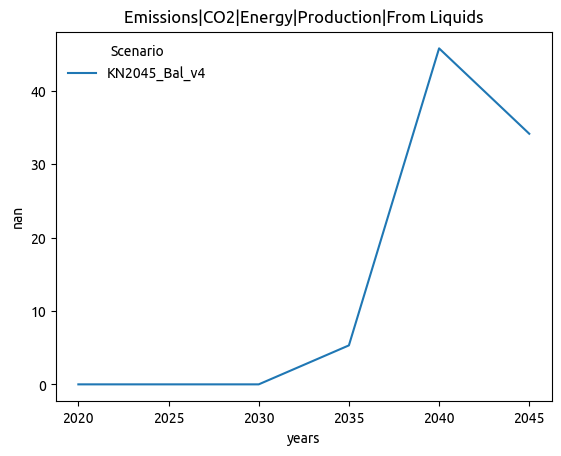 Emissions|CO2|Energy|Production|From Liquids
Scenario
KN2045_Bal_v4
40
30
20
10
0
nan
2020 2025 2030 2035 2040 2045
years